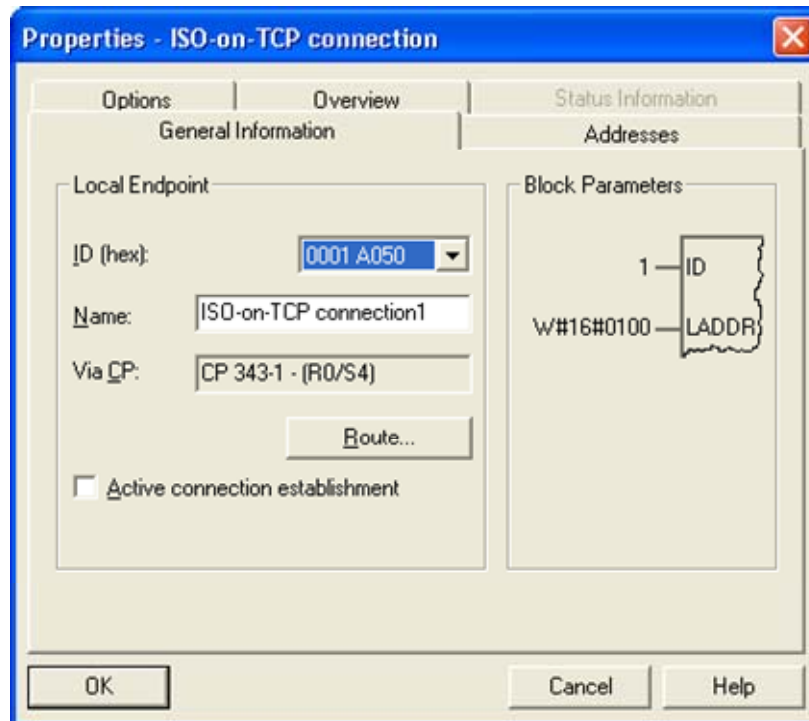 Properties - ISO-on-TCP connection
Options Overview Status Information
General Information Addresses
Local Endpoint Block Parameters
ID (hex): 0001 A050 1 ID
Name: ISO-on-TCP connection1
W#16#0100 LADDR
Via CP: CP 343-1 - (R0/S4)
Route...
Active connection establishment
OK Cancel Help